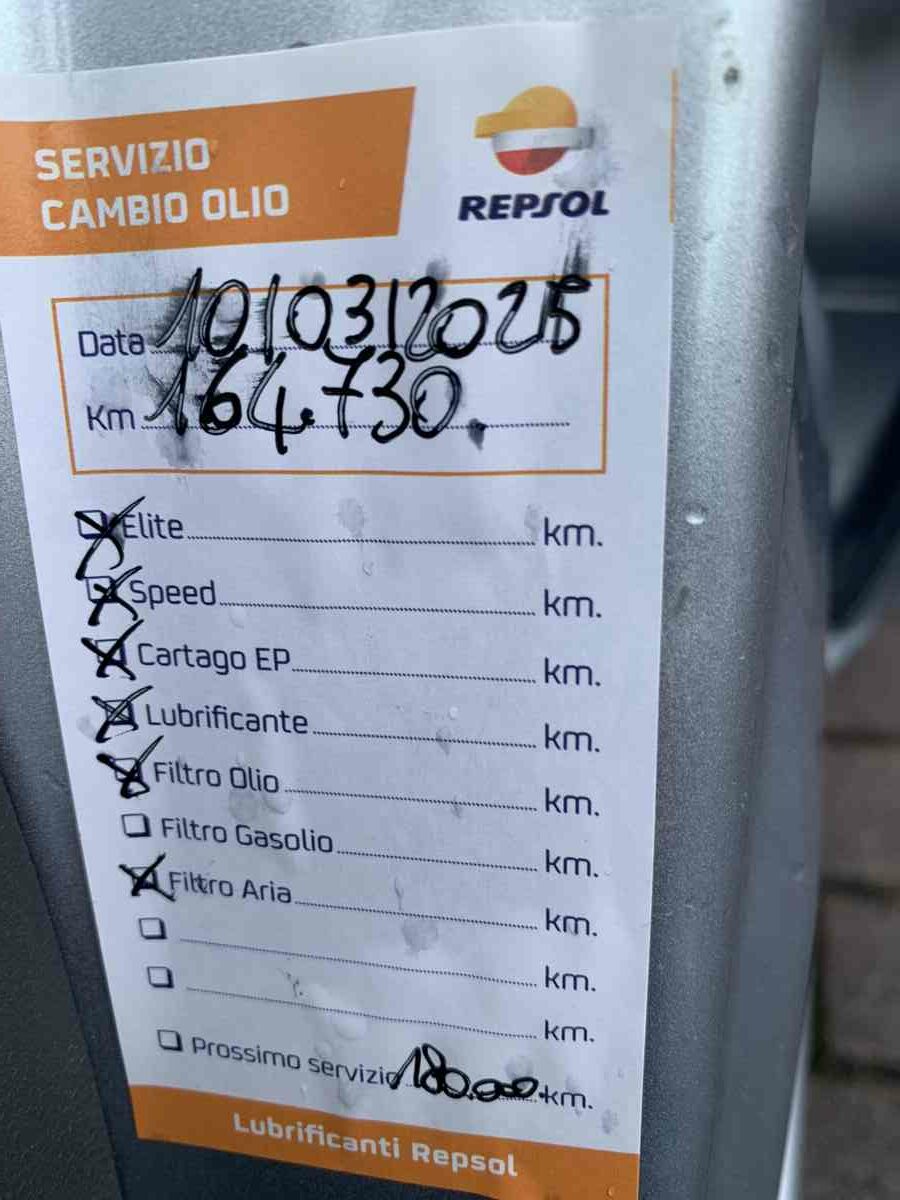 SERVIZIO
CAMBIO OLIO
REPSOL
Data 10/03/2025
Km 164.730.
Elite km.
Speed km.
Cartago EP km.
Lubrificante km.
Filtro Olio km.
Filtro Gasolio km.
Filtro Aria km.
km.
km.
Prossimo servizio 180.000 km.
Lubrificanti Repsol